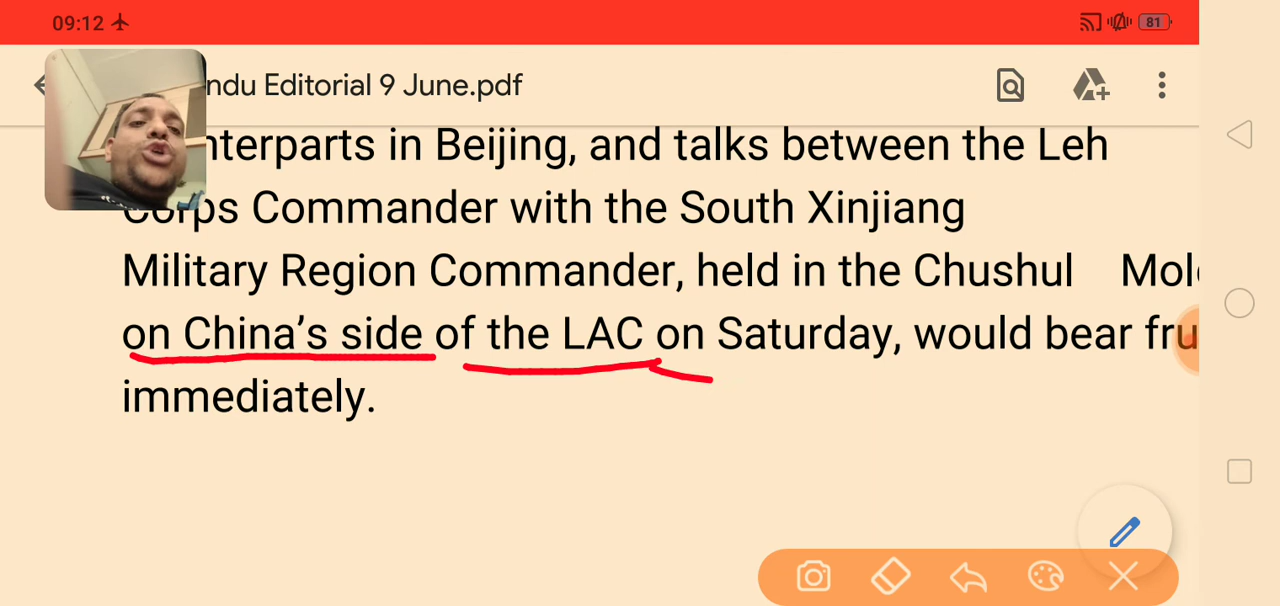 09:12
81
ndu Editorial 9 June.pdf
nterparts in Beijing, and talks between the Leh
Corps Commander with the South Xinjiang
Military Region Commander, held in the Chushul Mol
on China's side of the LAC on Saturday, would bear fru
immediately.